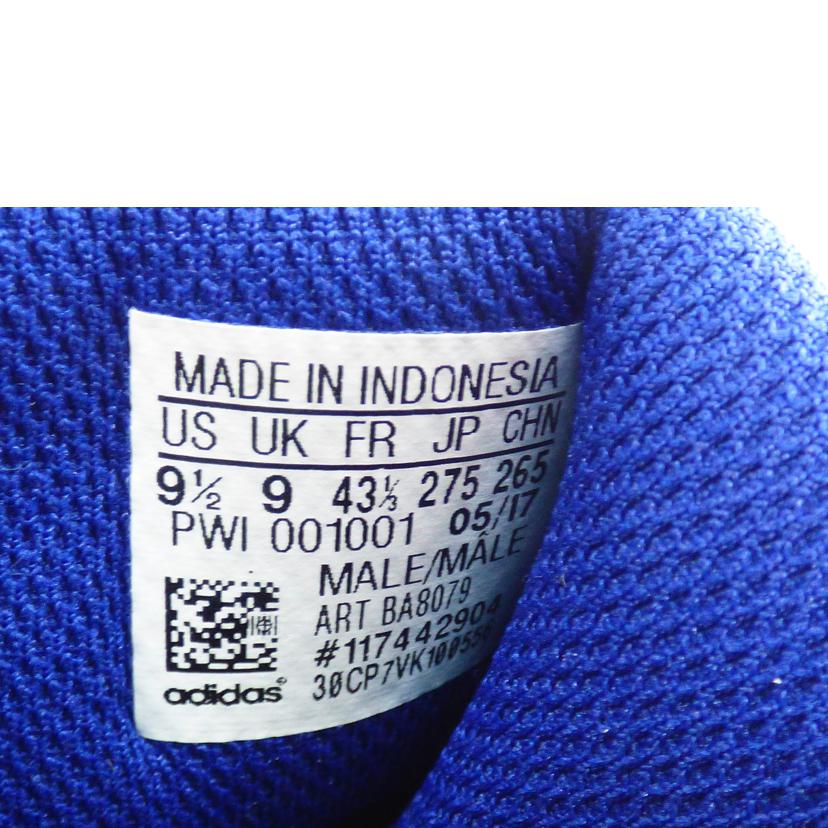 MADE IN INDONESIA
US UK FR JP CHN
9½ 9 43⅓ 275 265
PWI 001001 05/17
MALE/MÂLE
ART BA8079
#117442904
adidas®